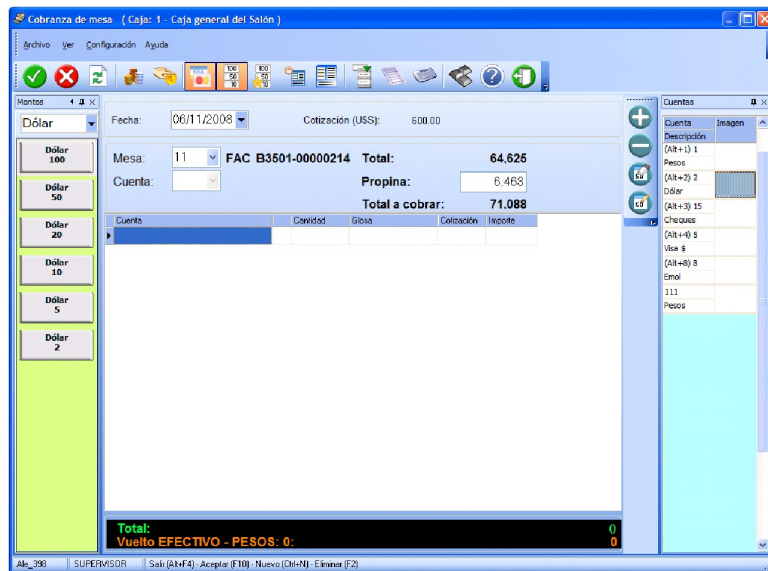 Cobranza de mesa ( Caja: 1 - Caja general del Salón )
Archivo Ver Configuración Ayuda
Montos
Dólar
Dólar
100
Dólar
50
Dólar
20
Dólar
10
Dólar
5
Dólar
2
Fecha: 06/11/2008 Cotización (U$S): 600.00
Mesa: 11 FAC B3501-00000214 Total: 64,625
Cuenta: Propina: 6,463
Total a cobrar: 71,088
Cuenta Cantidad Glosa Cotización Importe
Total: 0
Vuelto EFECTIVO - PESOS: 0: 0
Cuentas
Cuenta Imagen
Descripción
(Alt+1) 1
Pesos
(Alt+2) 2
Dólar
(Alt+3) 15
Cheques
(Alt+4) 5
Visa $
(Alt+8) 8
Emol
111
Pesos
Ale_398 SUPERVISOR Salir (Alt+F4) - Aceptar (F10) - Nuevo (Ctrl+N) - Eliminar (F2)